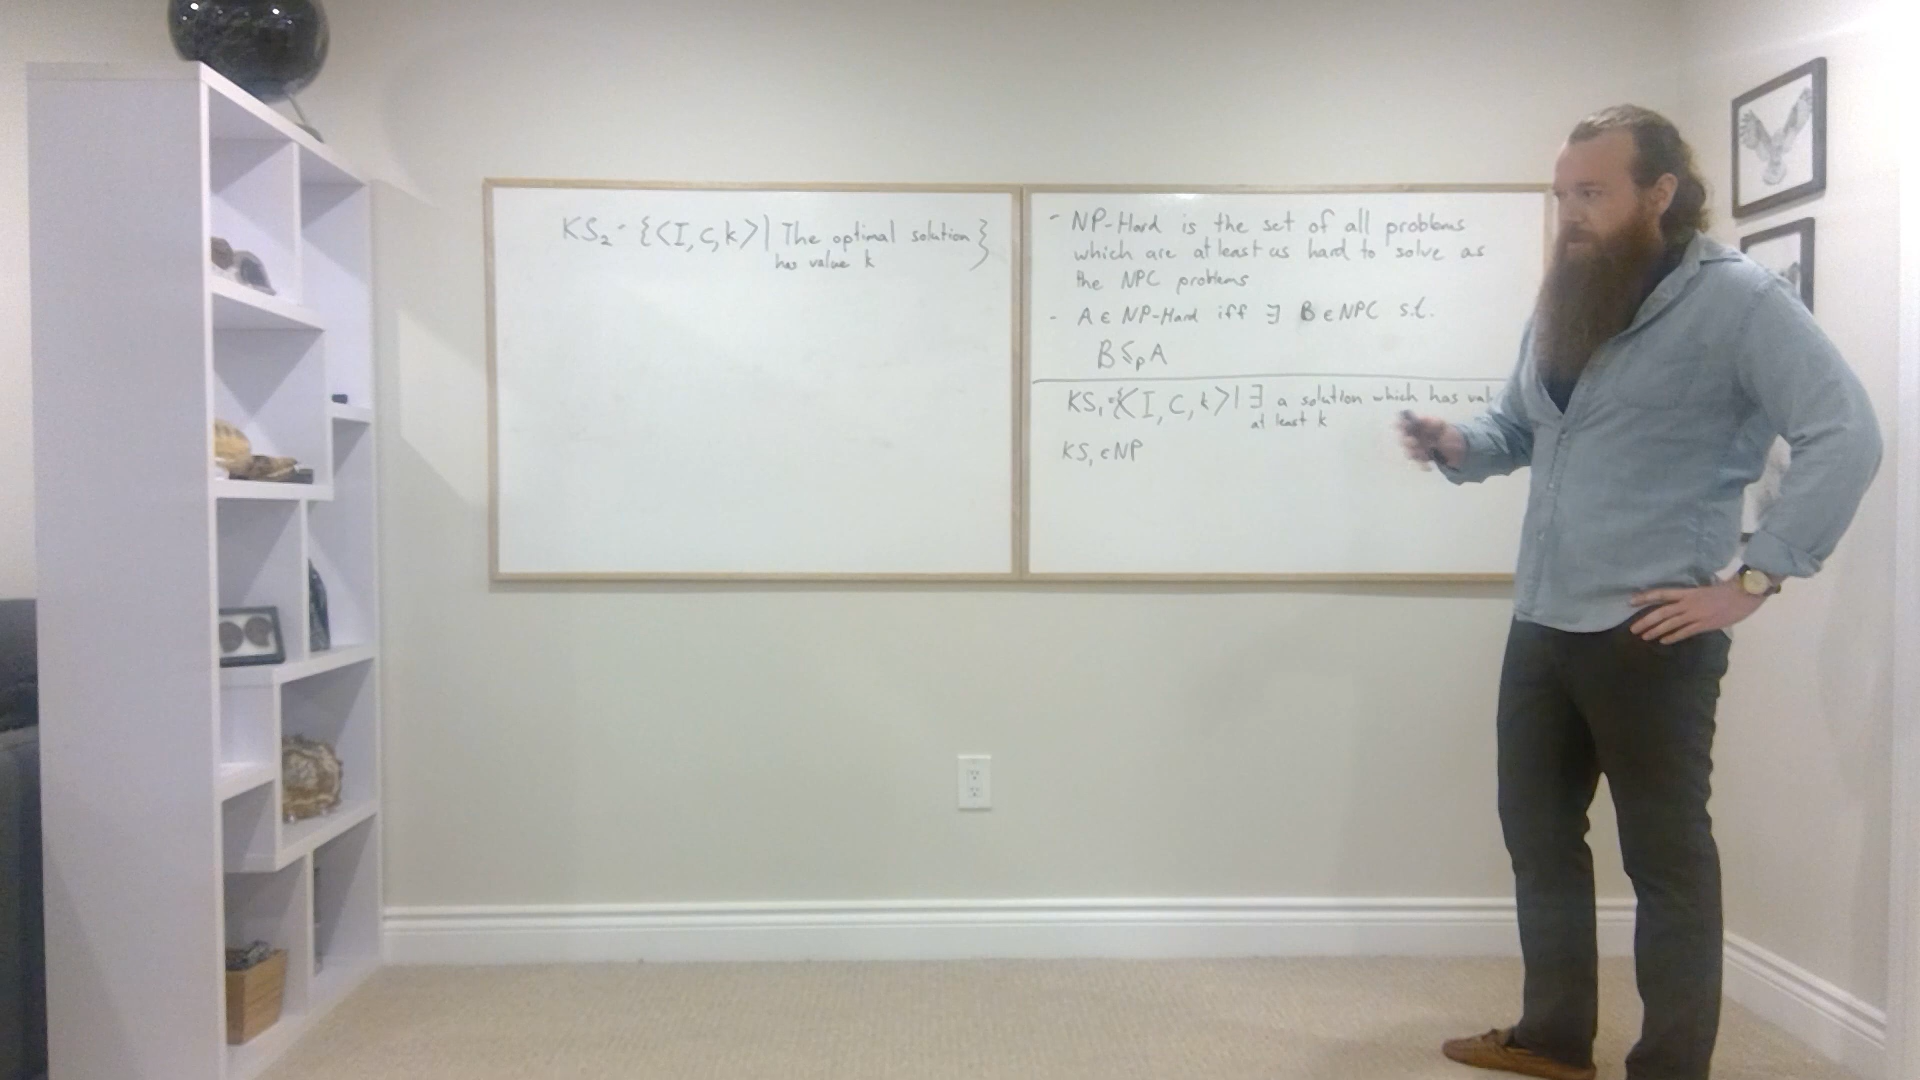 KS₂ = {<I, C, k> | The optimal solution
has value k }
- NP-Hard is the set of all problems
which are at least as hard to solve as
the NPC problems
- A ∈ NP-Hard iff ∃ B ∈ NPC s.t.
B ≤ₚ A
KS₁ = {<I, C, k> | ∃ a solution which has val
at least k
KS₁ ∈ NP